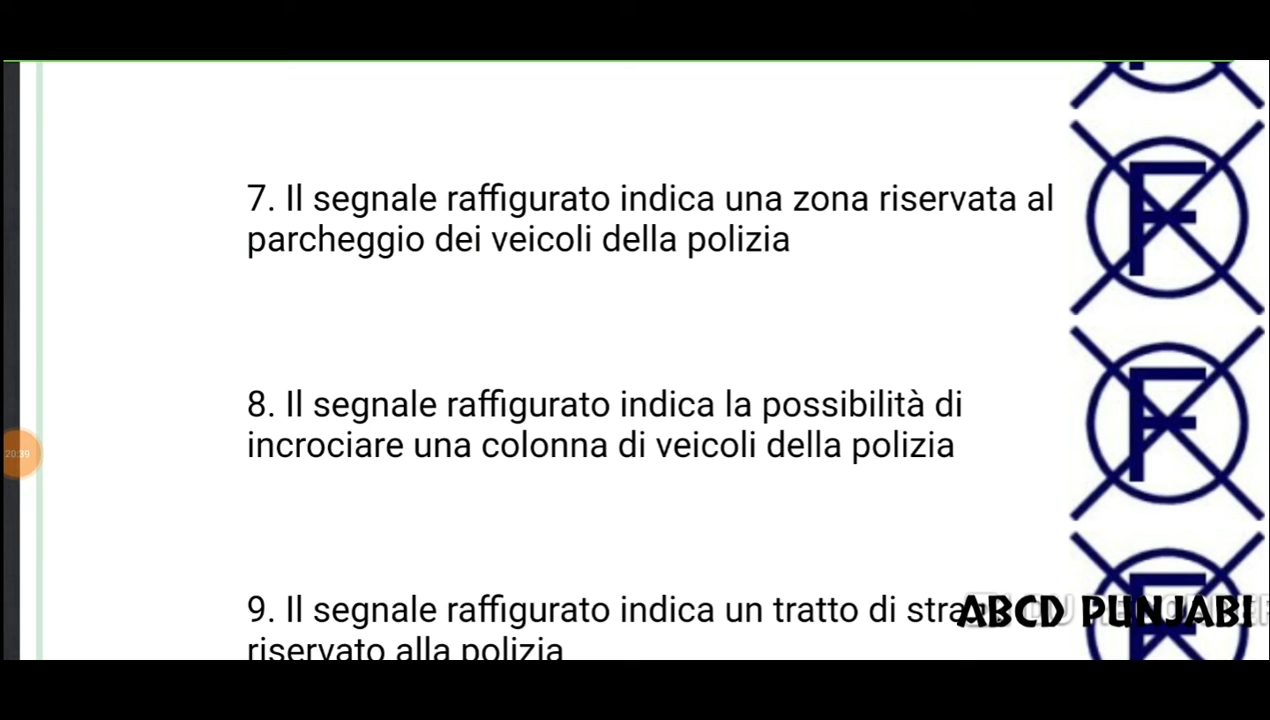 7. Il segnale raffigurato indica una zona riservata al
parcheggio dei veicoli della polizia
F
8. Il segnale raffigurato indica la possibilità di
incrociare una colonna di veicoli della polizia
F
20:39
9. Il segnale raffigurato indica un tratto di
riservato alla polizia
F
ABCD PUNJABI